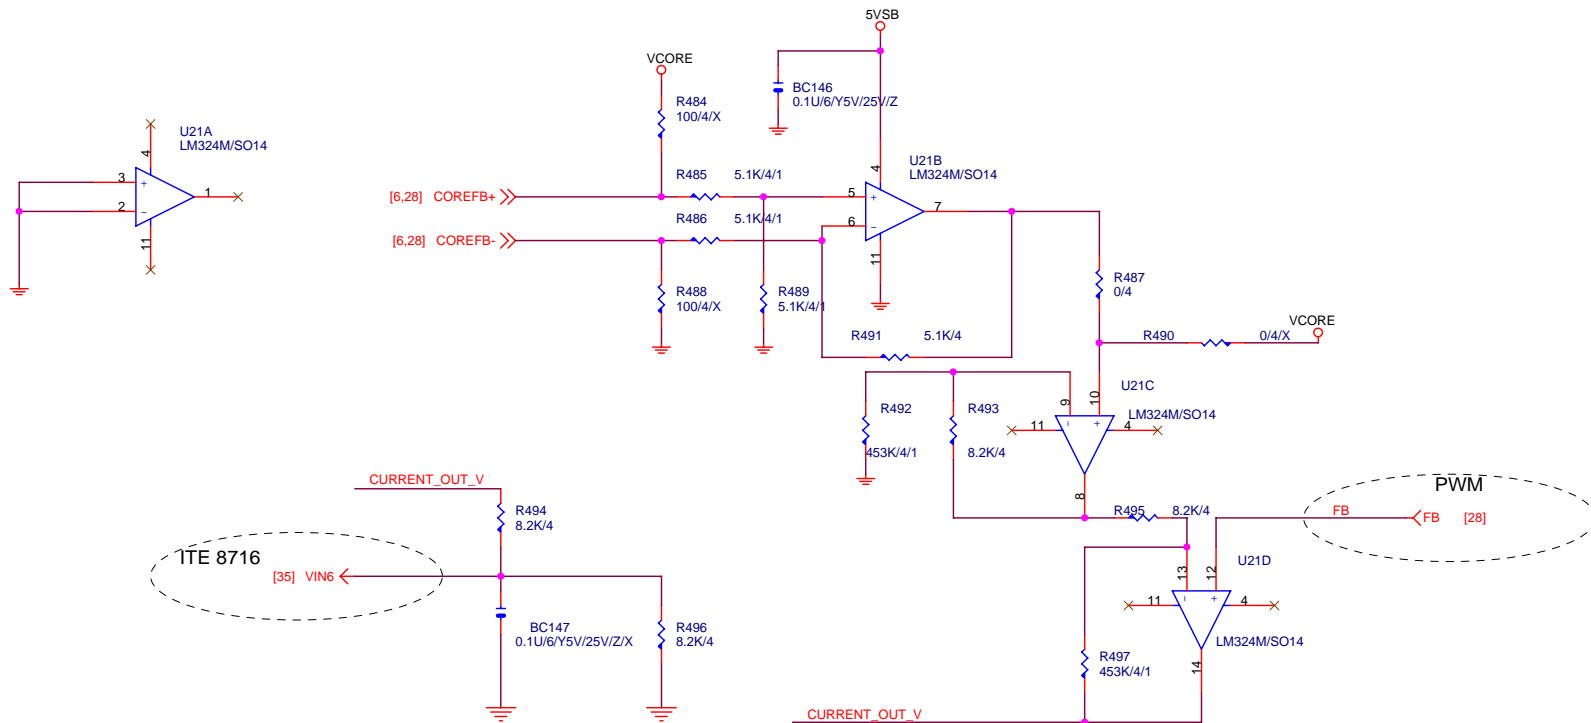 5VSB
VCORE
BC146
0.1U/6/Y5V/25V/Z
R484
100/4/X
U21A
LM324M/SO14
4
3
+
2
-
1
11
U21B
LM324M/SO14
4
[6,28] COREFB+
R485
5.1K/4/1
5
+
7
R486
5.1K/4/1
6
-
[6,28] COREFB-
11
R488
100/4/X
R489
5.1K/4/1
R487
0/4
VCORE
R491
5.1K/4
R490
0/4/X
U21C
LM324M/SO14
9
10
-
+
11
4
8
R492
453K/4/1
R493
8.2K/4
CURRENT_OUT_V
R494
8.2K/4
PWM
R495
8.2K/4
FB
FB [28]
ITE 8716
[35] VIN6
U21D
LM324M/SO14
13
12
-
+
11
4
14
BC147
0.1U/6/Y5V/25V/Z/X
R496
8.2K/4
R497
453K/4/1
CURRENT_OUT_V